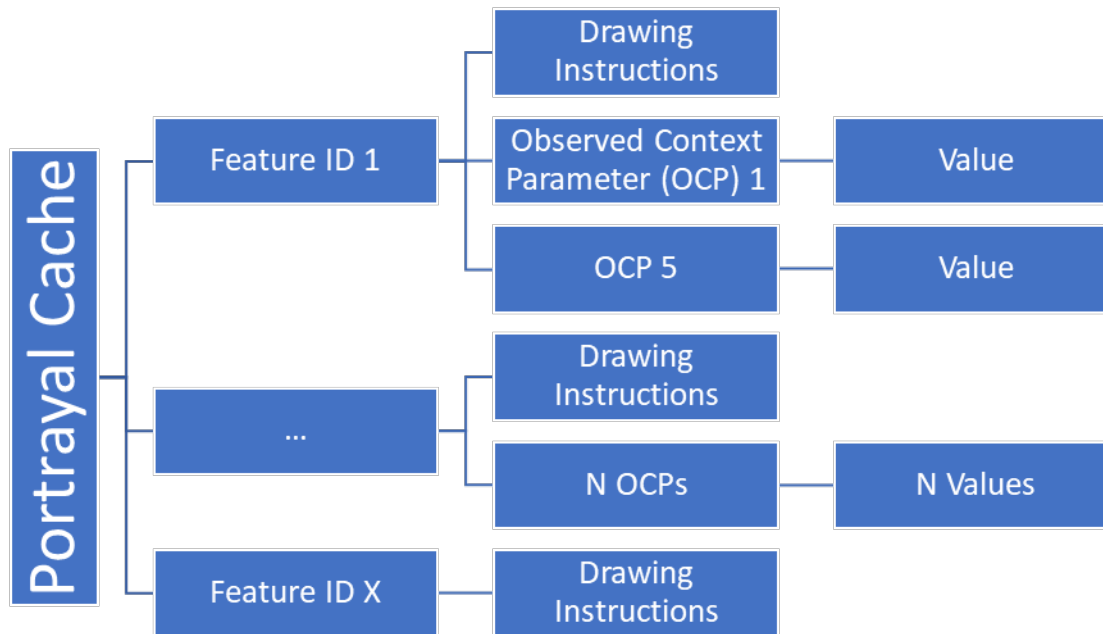 Portrayal Cache
Feature ID 1
Drawing
Instructions
Observed Context
Parameter (OCP) 1
Value
OCP 5
Value
...
Drawing
Instructions
N OCPs
N Values
Feature ID X
Drawing
Instructions